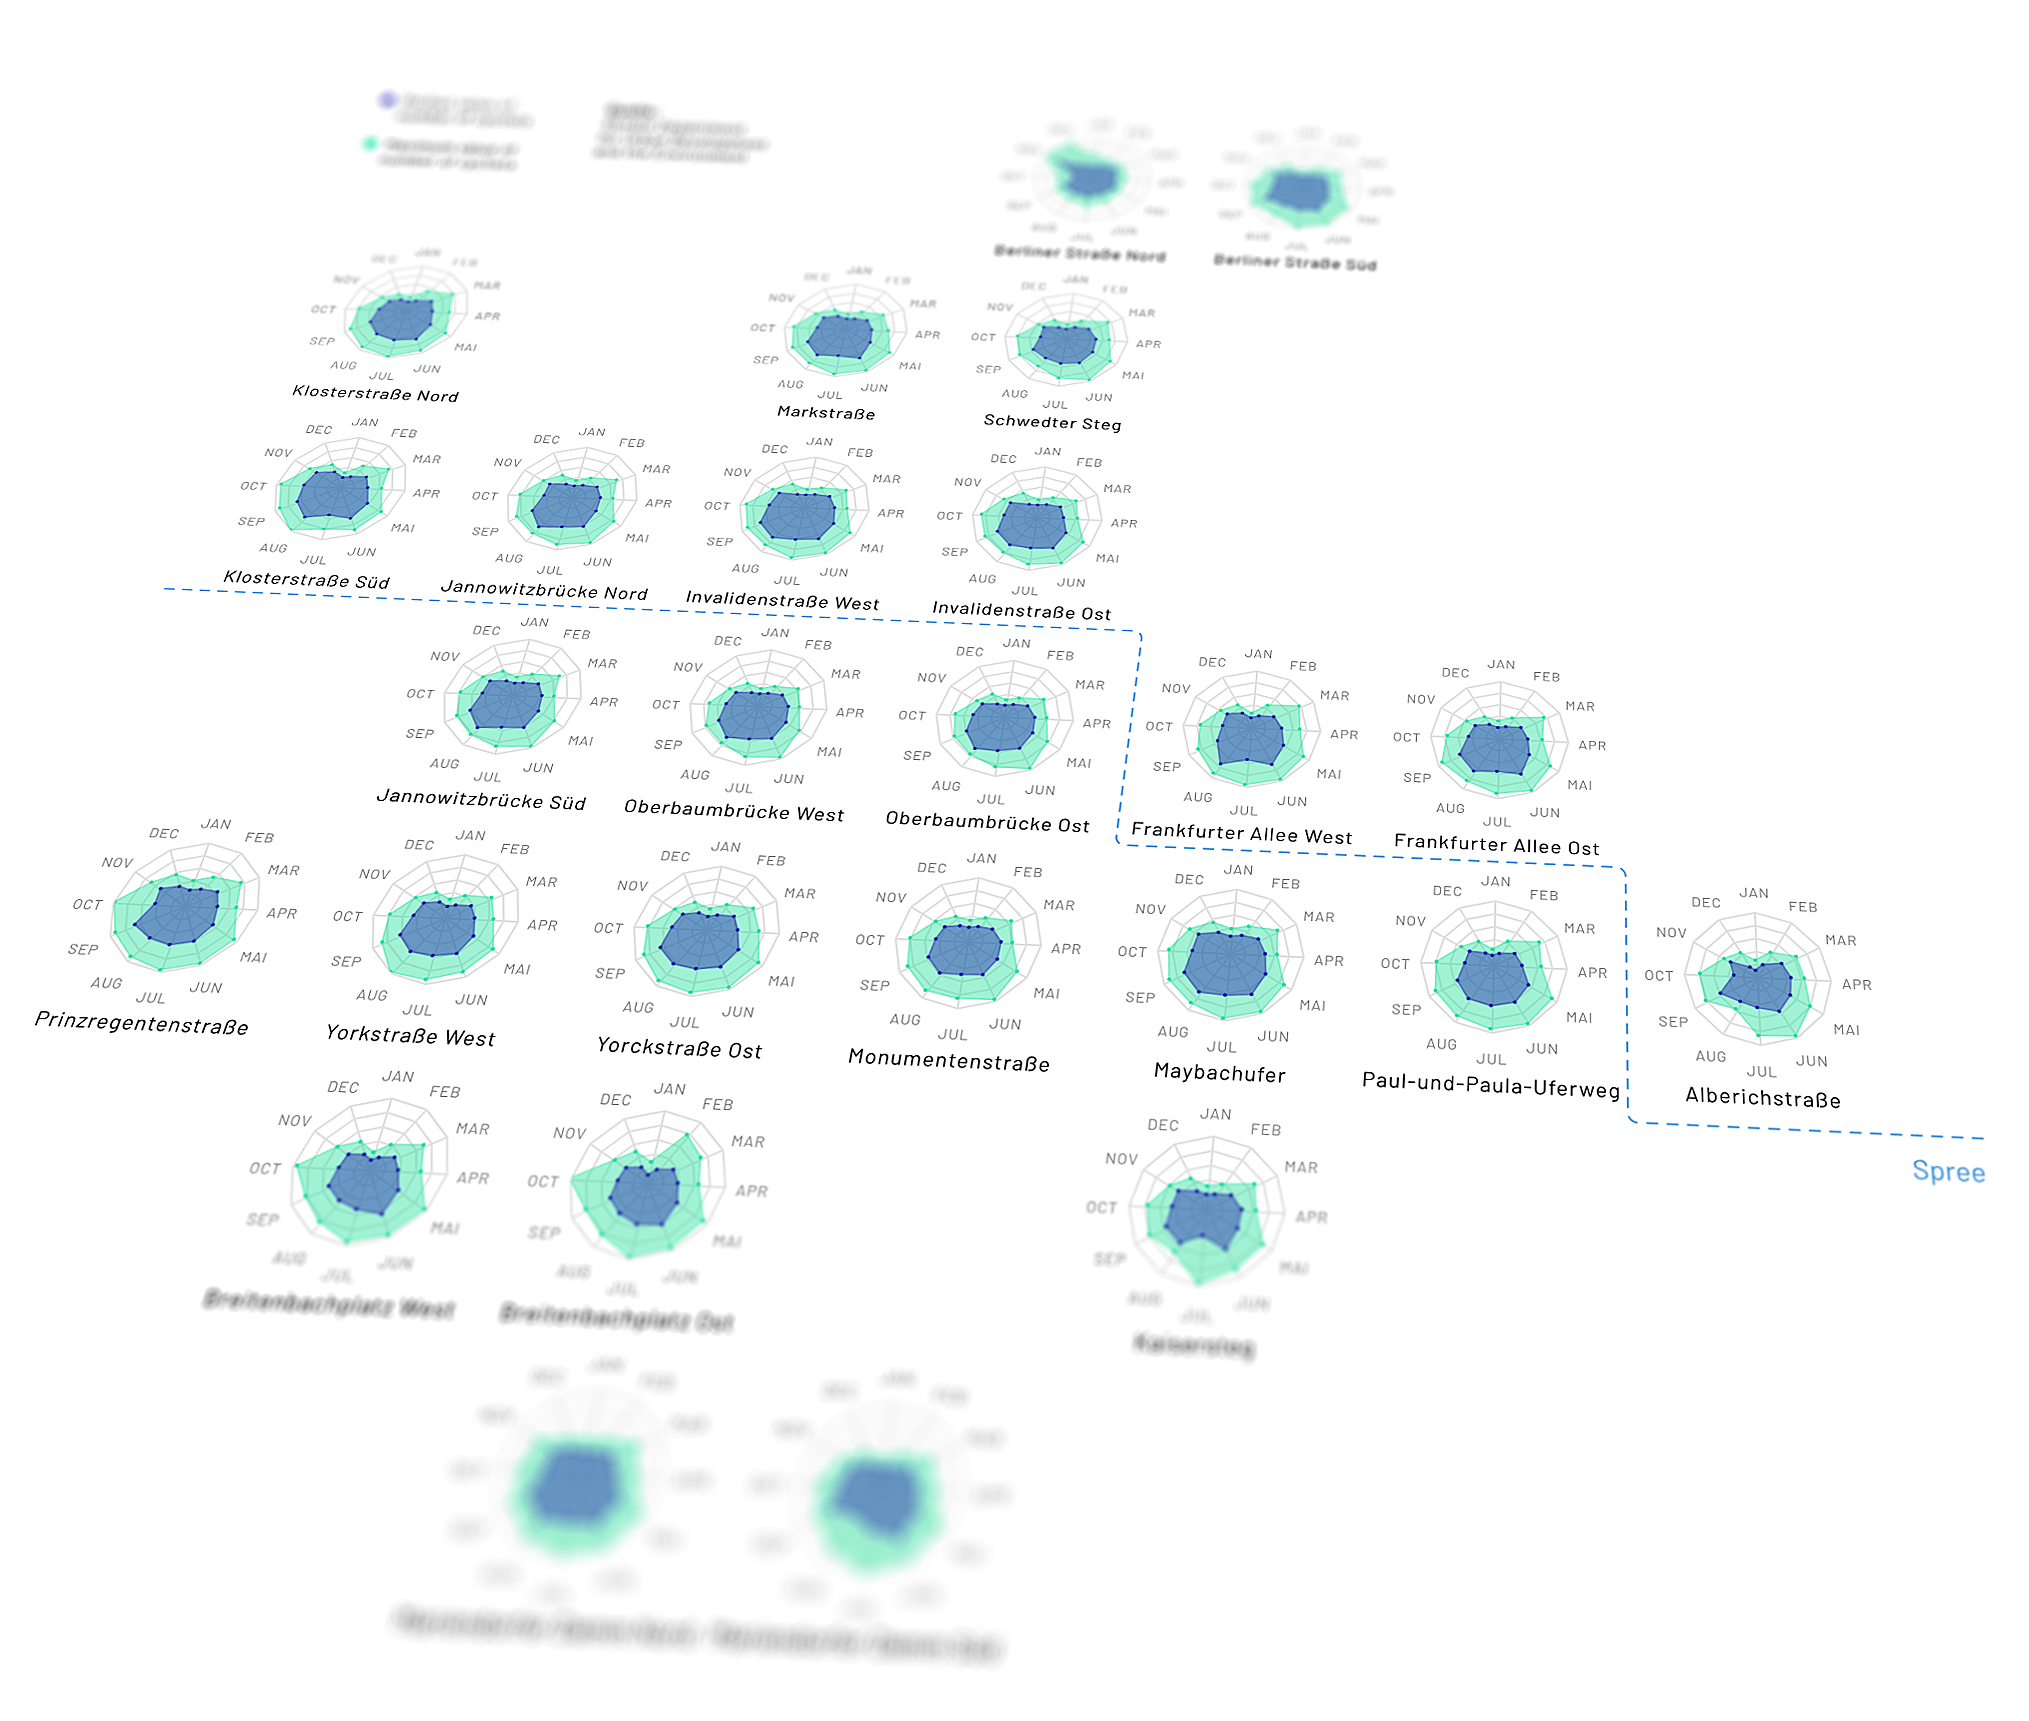 Berliner Straße Nord
Berliner Straße Süd
JAN
FEB
MAR
APR
MAI
JUN
JUL
AUG
SEP
OCT
NOV
DEC
Klosterstraße Nord
JAN
FEB
MAR
APR
MAI
JUN
JUL
AUG
SEP
OCT
NOV
DEC
Markstraße
JAN
FEB
MAR
APR
MAI
JUN
JUL
AUG
SEP
OCT
NOV
DEC
Schwedter Steg
JAN
FEB
MAR
APR
MAI
JUN
JUL
AUG
SEP
OCT
NOV
DEC
Klosterstraße Süd
JAN
FEB
MAR
APR
MAI
JUN
JUL
AUG
SEP
OCT
NOV
DEC
Jannowitzbrücke Nord
JAN
FEB
MAR
APR
MAI
JUN
JUL
AUG
SEP
OCT
NOV
DEC
Invalidenstraße West
JAN
FEB
MAR
APR
MAI
JUN
JUL
AUG
SEP
OCT
NOV
DEC
Invalidenstraße Ost
JAN
FEB
MAR
APR
MAI
JUN
JUL
AUG
SEP
OCT
NOV
DEC
Jannowitzbrücke Süd
JAN
FEB
MAR
APR
MAI
JUN
JUL
AUG
SEP
OCT
NOV
DEC
Oberbaumbrücke West
JAN
FEB
MAR
APR
MAI
JUN
JUL
AUG
SEP
OCT
NOV
DEC
Oberbaumbrücke Ost
JAN
FEB
MAR
APR
MAI
JUN
JUL
AUG
SEP
OCT
NOV
DEC
Frankfurter Allee West
JAN
FEB
MAR
APR
MAI
JUN
JUL
AUG
SEP
OCT
NOV
DEC
Frankfurter Allee Ost
JAN
FEB
MAR
APR
MAI
JUN
JUL
AUG
SEP
OCT
NOV
DEC
Prinzregentenstraße
JAN
FEB
MAR
APR
MAI
JUN
JUL
AUG
SEP
OCT
NOV
DEC
Yorkstraße West
JAN
FEB
MAR
APR
MAI
JUN
JUL
AUG
SEP
OCT
NOV
DEC
Yorckstraße Ost
JAN
FEB
MAR
APR
MAI
JUN
JUL
AUG
SEP
OCT
NOV
DEC
Monumentenstraße
JAN
FEB
MAR
APR
MAI
JUN
JUL
AUG
SEP
OCT
NOV
DEC
Maybachufer
JAN
FEB
MAR
APR
MAI
JUN
JUL
AUG
SEP
OCT
NOV
DEC
Paul-und-Paula-Uferweg
JAN
FEB
MAR
APR
MAI
JUN
JUL
AUG
SEP
OCT
NOV
DEC
Alberichstraße
Spree
JAN
FEB
MAR
APR
MAI
JUN
JUL
AUG
SEP
OCT
NOV
DEC
Breitenbachplatz West
JAN
FEB
MAR
APR
MAI
JUN
JUL
AUG
SEP
OCT
NOV
DEC
Breitenbachplatz Ost
JAN
FEB
MAR
APR
MAI
JUN
JUL
AUG
SEP
OCT
NOV
DEC
Kaisersteg